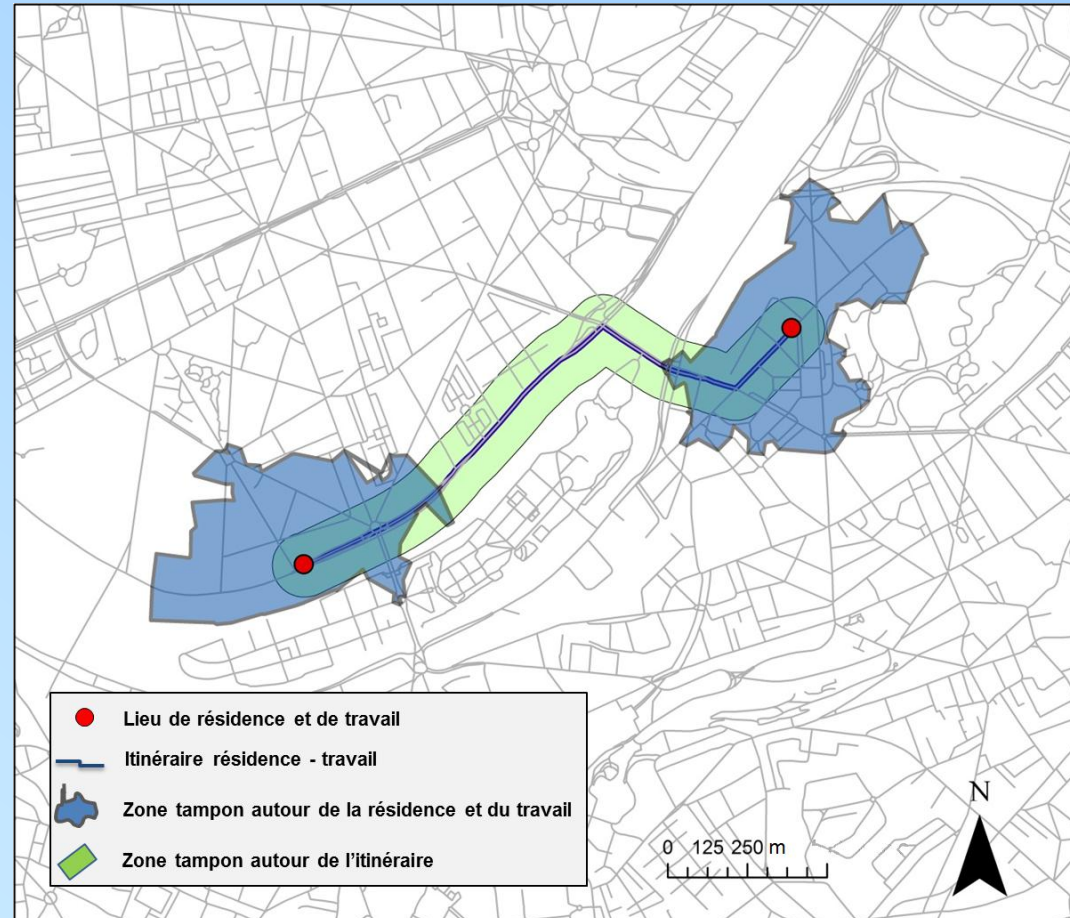 Lieu de résidence et de travail
Itinéraire résidence - travail
Zone tampon autour de la résidence et du travail
Zone tampon autour de l'itinéraire
0 125 250 m
N